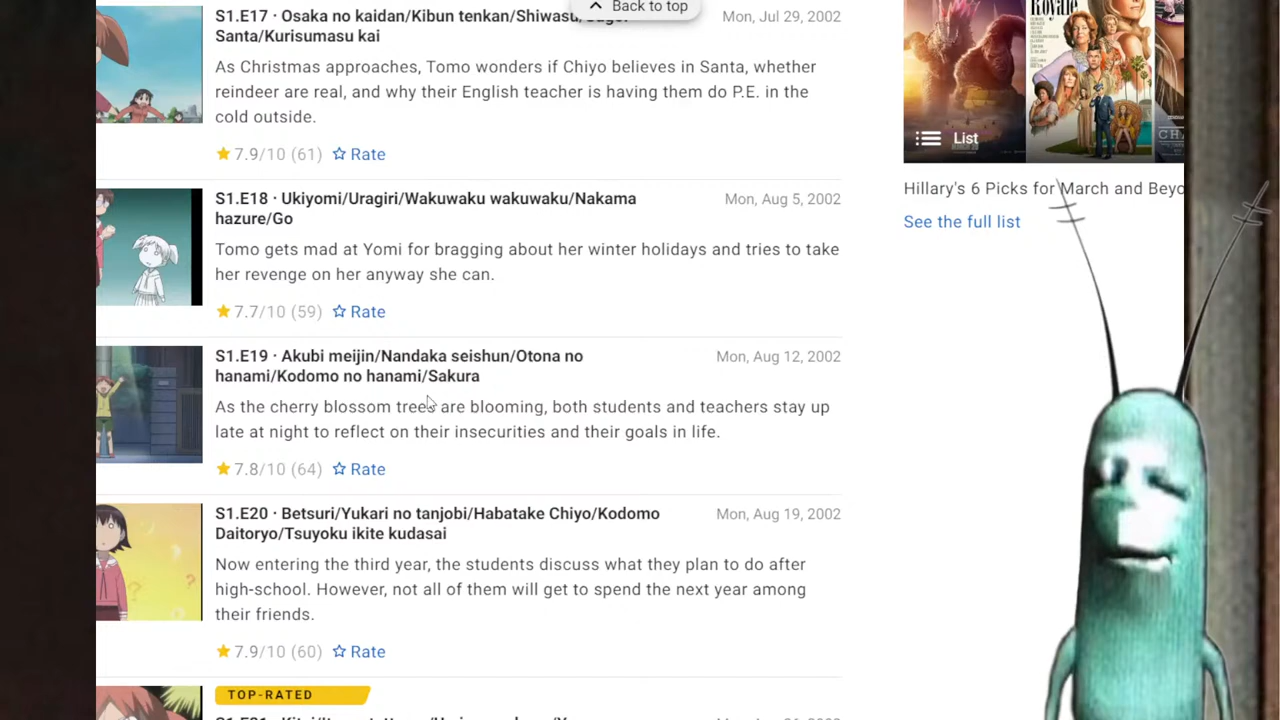 Back to top
S1.E17 · Osaka no kaidan/Kibun tenkan/Shiwasu/
Santa/Kurisumasu kai
Mon, Jul 29, 2002
As Christmas approaches, Tomo wonders if Chiyo believes in Santa, whether
reindeer are real, and why their English teacher is having them do P.E. in the
cold outside.
7.9/10 (61) Rate
S1.E18 · Ukiyomi/Uragiri/Wakuwaku wakuwaku/Nakama
hazure/Go
Mon, Aug 5, 2002
Tomo gets mad at Yomi for bragging about her winter holidays and tries to take
her revenge on her anyway she can.
7.7/10 (59) Rate
S1.E19 · Akubi meijin/Nandaka seishun/Otona no
hanami/Kodomo no hanami/Sakura
Mon, Aug 12, 2002
As the cherry blossom trees are blooming, both students and teachers stay up
late at night to reflect on their insecurities and their goals in life.
7.8/10 (64) Rate
S1.E20 · Betsuri/Yukari no tanjobi/Habatake Chiyo/Kodomo
Daitoryo/Tsuyoku ikite kudasai
Mon, Aug 19, 2002
Now entering the third year, the students discuss what they plan to do after
high-school. However, not all of them will get to spend the next year among
their friends.
7.9/10 (60) Rate
TOP-RATED
Royale
List
Hillary's 6 Picks for March and Beyo
See the full list